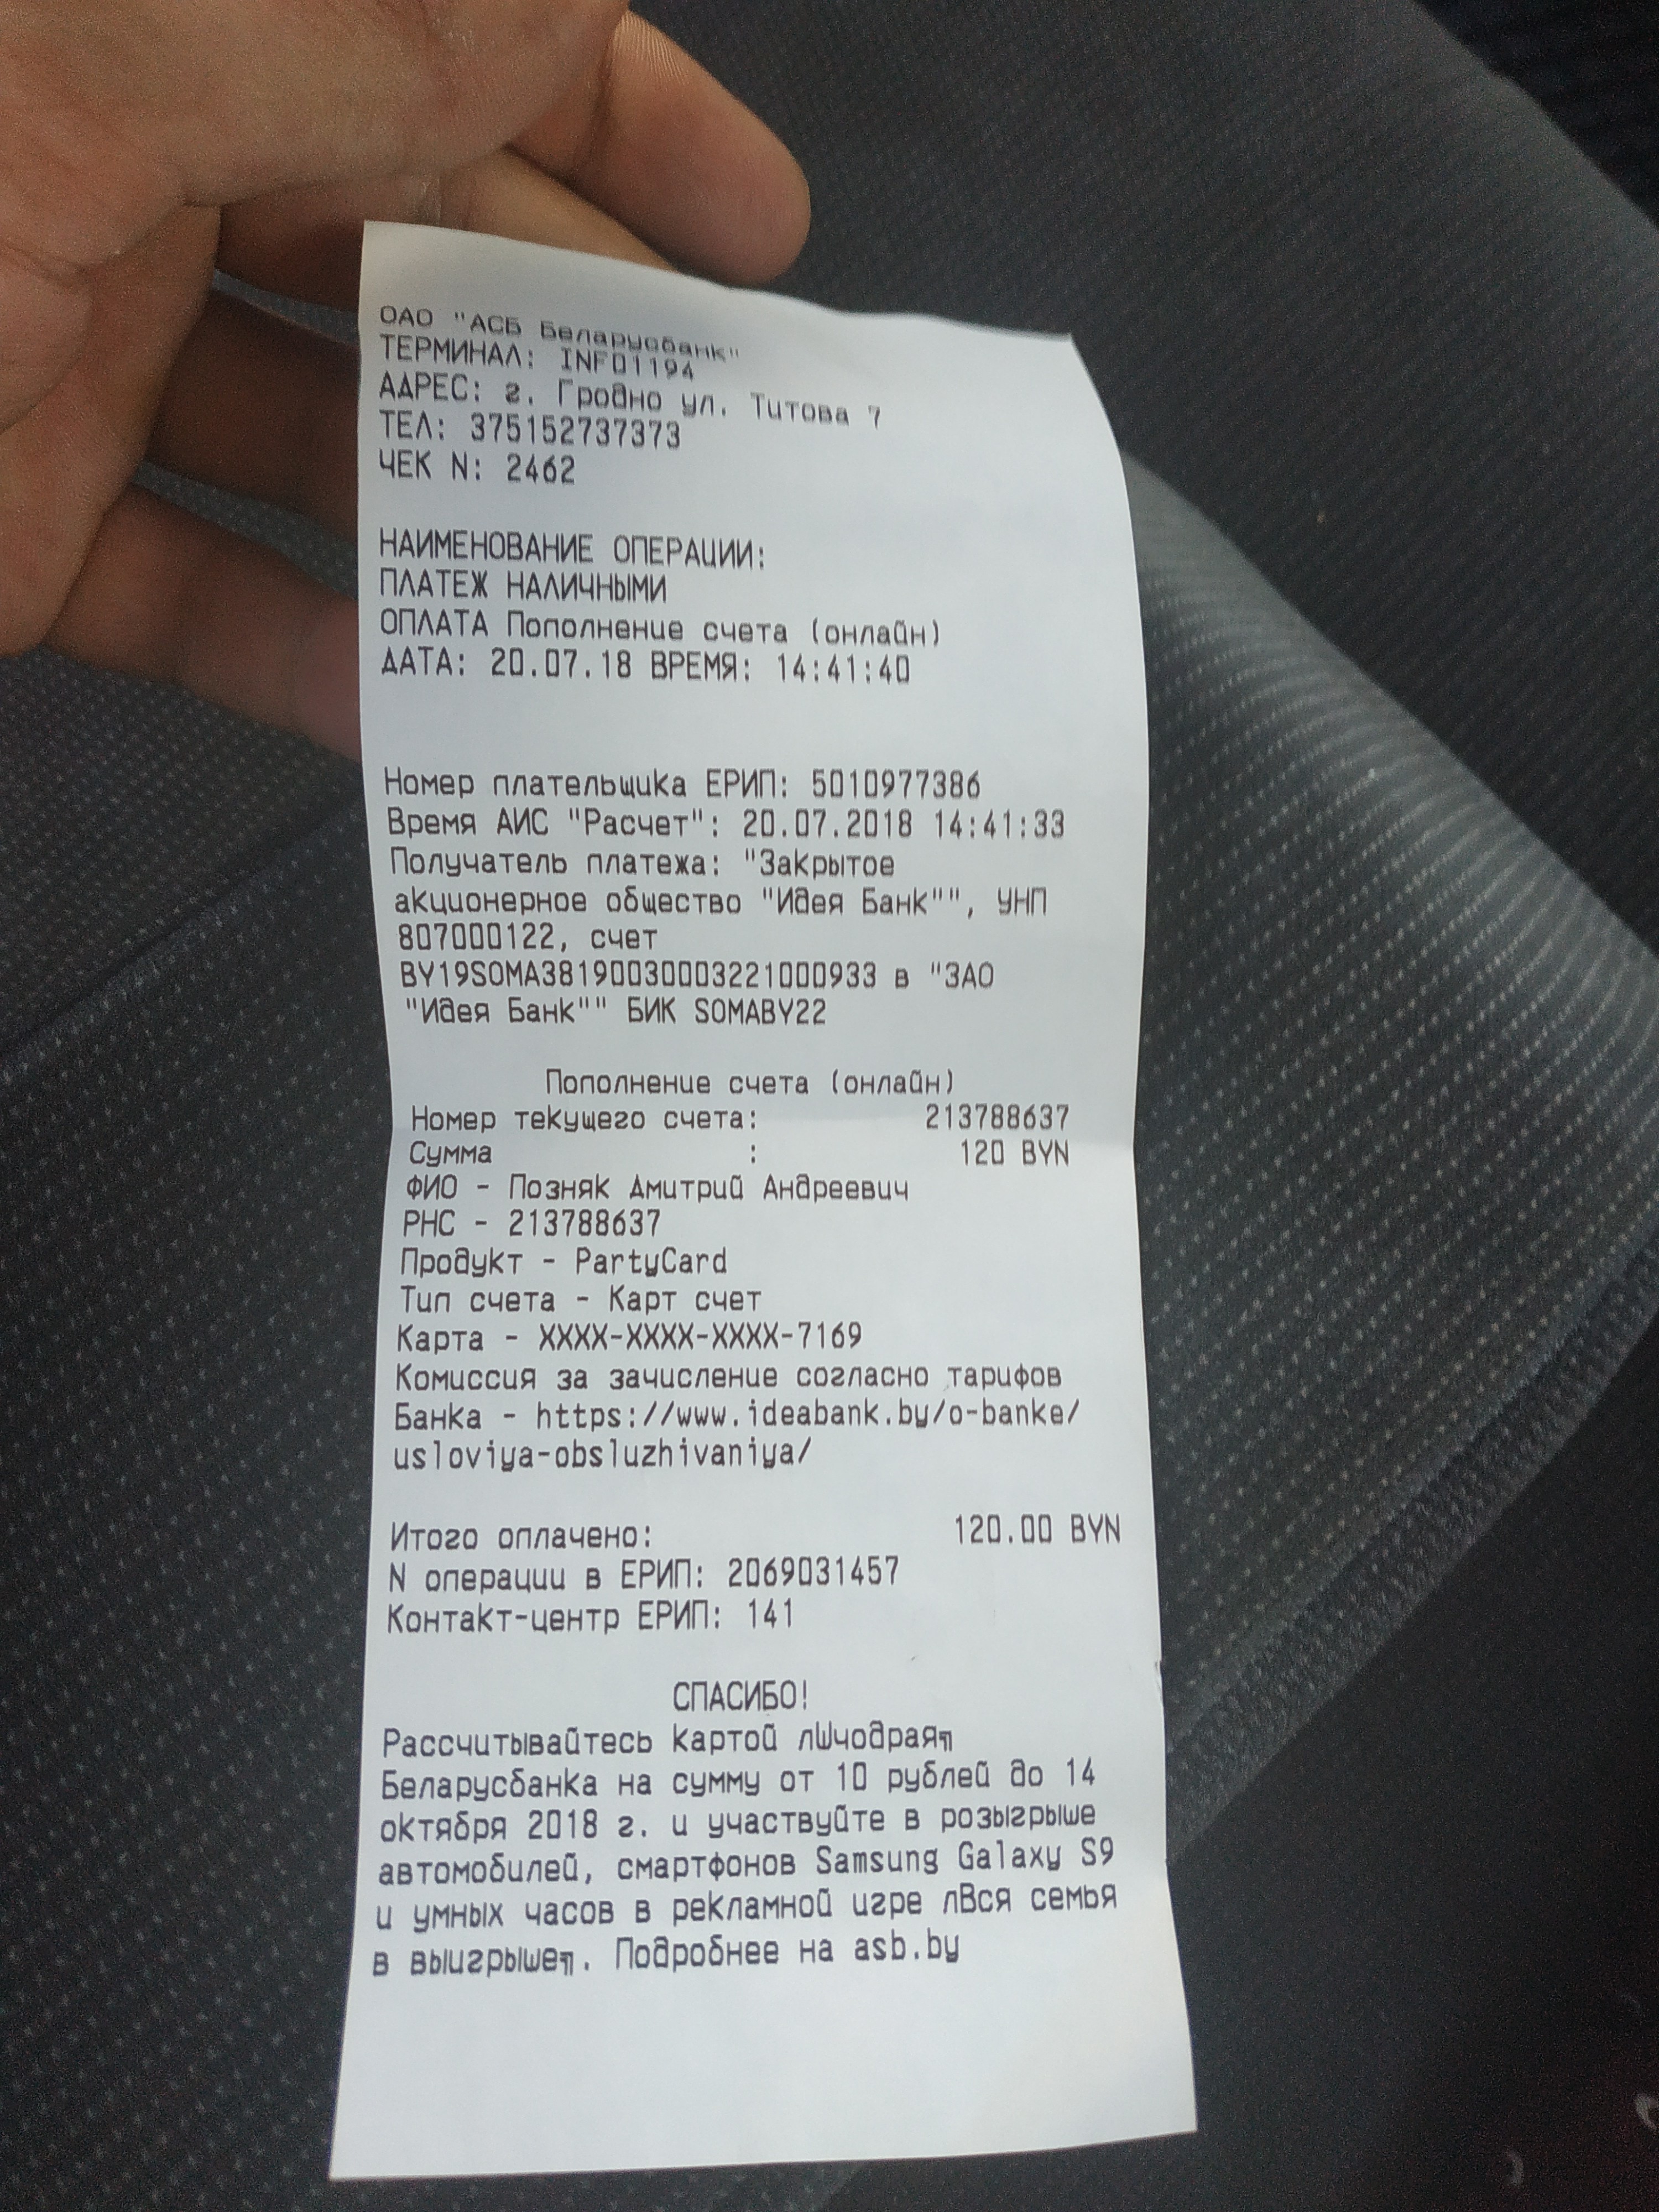 ОАО "АСБ Беларусбанк"
ТЕРМИНАЛ: INF01194
АДРЕС: г. Гродно ул. Титова 7
ТЕЛ: 375152737373
ЧЕК N: 2462
НАИМЕНОВАНИЕ ОПЕРАЦИИ:
ПЛАТЕЖ НАЛИЧНЫМИ
ОПЛАТА Пополнение счета (онлайн)
ДАТА: 20.07.18 ВРЕМЯ: 14:41:40
Номер плательщика ЕРИП: 5010977386
Время АИС "Расчет": 20.07.2018 14:41:33
Получатель платежа: "Закрытое
акционерное общество "Идея Банк"", УНП
807000122, счет
BY19SOMA38190030003221000933 в "ЗАО
"Идея Банк"" БИК SOMABY22
Пополнение счета (онлайн)
Номер текущего счета: 213788637
Сумма : 120 BYN
ФИО - Позняк Дмитрий Андреевич
РНС - 213788637
Продукт - PartyCard
Тип счета - Карт счет
Карта - XXXX-XXXX-XXXX-7169
Комиссия за зачисление согласно тарифов
Банка - https://www.ideabank.by/o-banke/
usloviya-obsluzhivaniya/
Итого оплачено: 120.00 BYN
N операции в ЕРИП: 2069031457
Контакт-центр ЕРИП: 141
СПАСИБО!
Рассчитывайтесь картой лШчодрая¶
Беларусбанка на сумму от 10 рублей до 14
октября 2018 г. и участвуйте в розыгрыше
автомобилей, смартфонов Samsung Galaxy S9
и умных часов в рекламной игре лВся семья
в выигрыше¶. Подробнее на asb.by